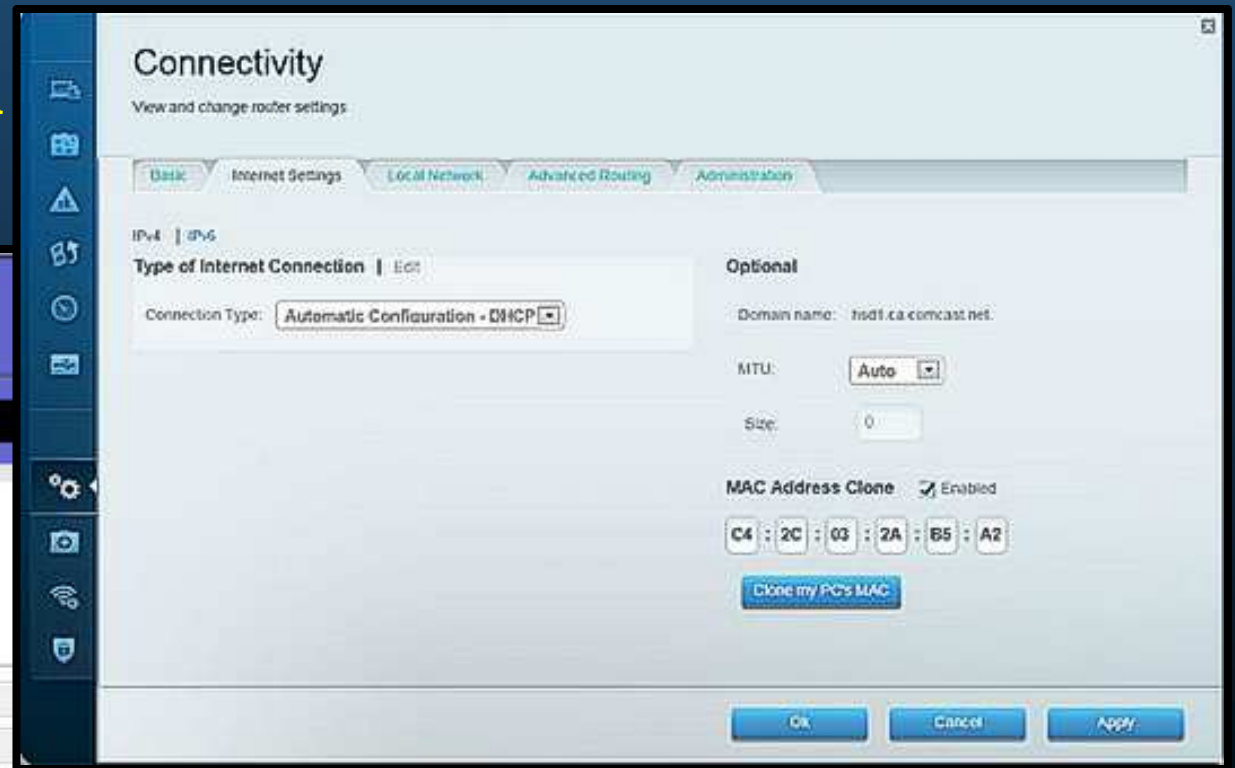 Connectivity
View and change router settings
Basic Internet Settings Local Network Advanced Routing Administration
IPv4 | IPv6
Type of Internet Connection | Edit
Connection Type: Automatic Configuration - DHCP
Optional
Domain name: hsd1.ca.comcast.net.
MTU: Auto
Size: 0
MAC Address Clone Enabled
C4 : 2C : 03 : 2A : B5 : A2
Clone my PC's MAC
Ok Cancel Apply